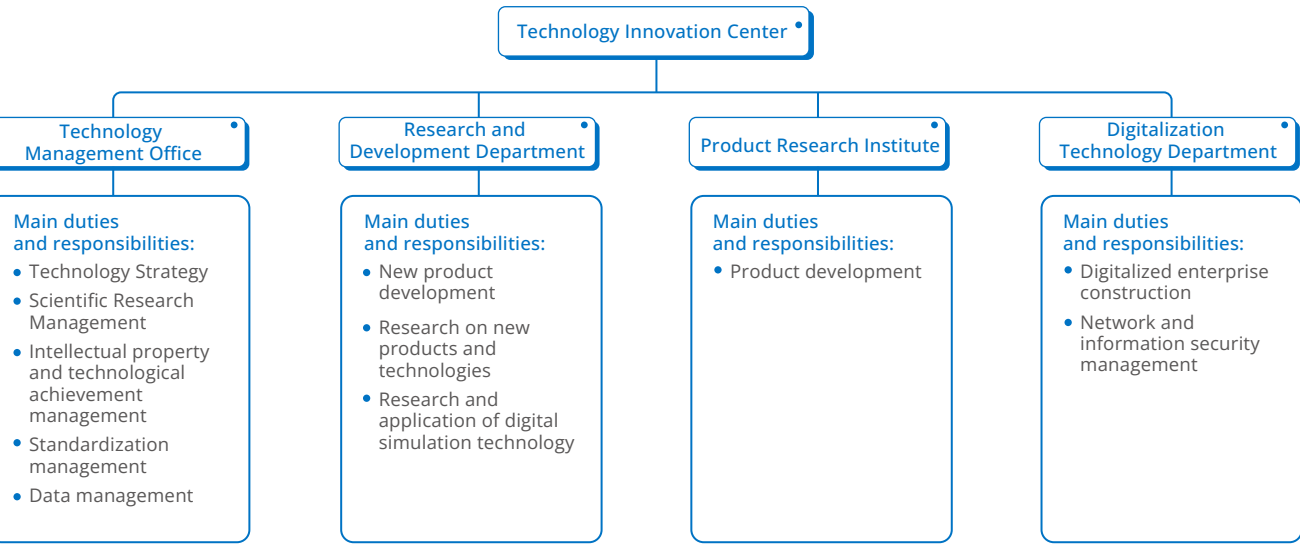 Technology Innovation Center
Technology
Management Office
Research and
Development Department
Product Research Institute
Digitalization
Technology Department
Main duties
and responsibilities:
Technology Strategy
Scientific Research
Management
Intellectual property
and technological
achievement
management
Standardization
management
Data management
Main duties
and responsibilities:
New product
development
Research on new
products and
technologies
Research and
application of digital
simulation technology
Main duties
and responsibilities:
Product development
Main duties
and responsibilities:
Digitalized enterprise
construction
Network and
information security
management